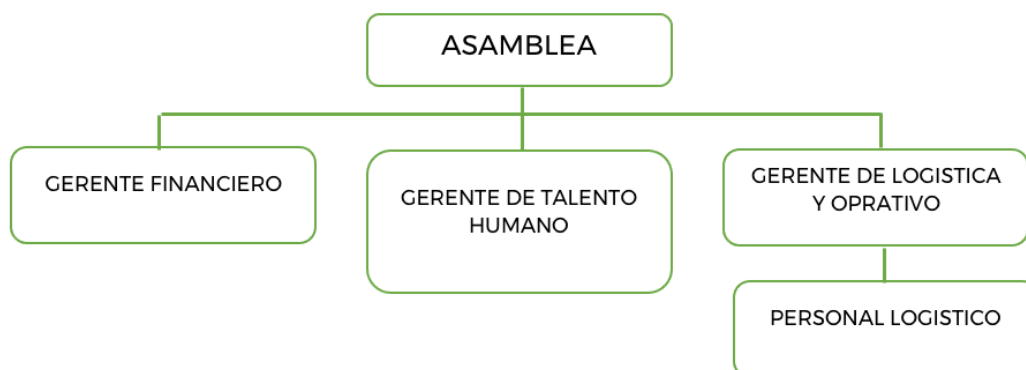 ASAMBLEA
GERENTE FINANCIERO
GERENTE DE TALENTO
HUMANO
GERENTE DE LOGISTICA
Y OPRATIVO
PERSONAL LOGISTICO